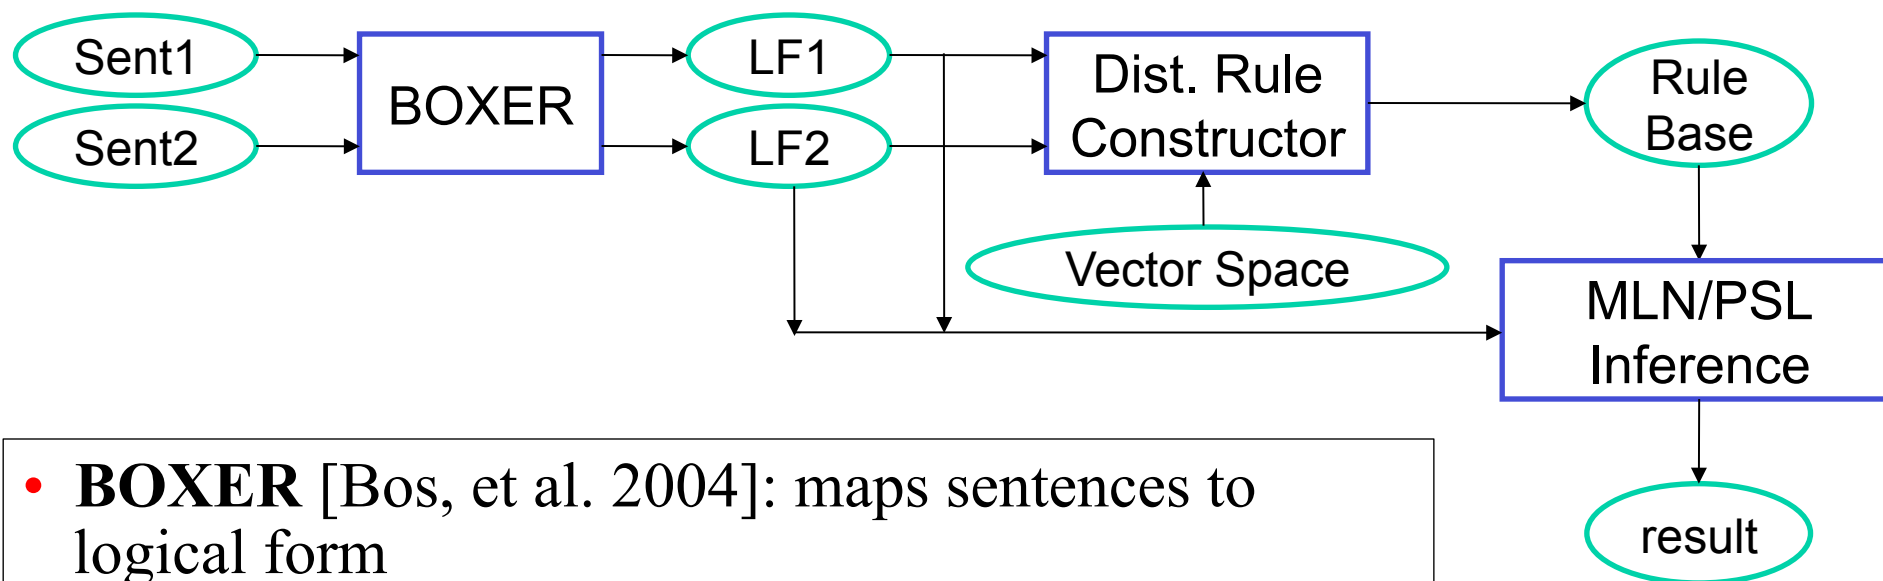 Sent1
Sent2
BOXER
LF1
LF2
Dist. Rule
Constructor
Vector Space
Rule
Base
MLN/PSL
Inference
result
• BOXER [Bos, et al. 2004]: maps sentences to
logical form